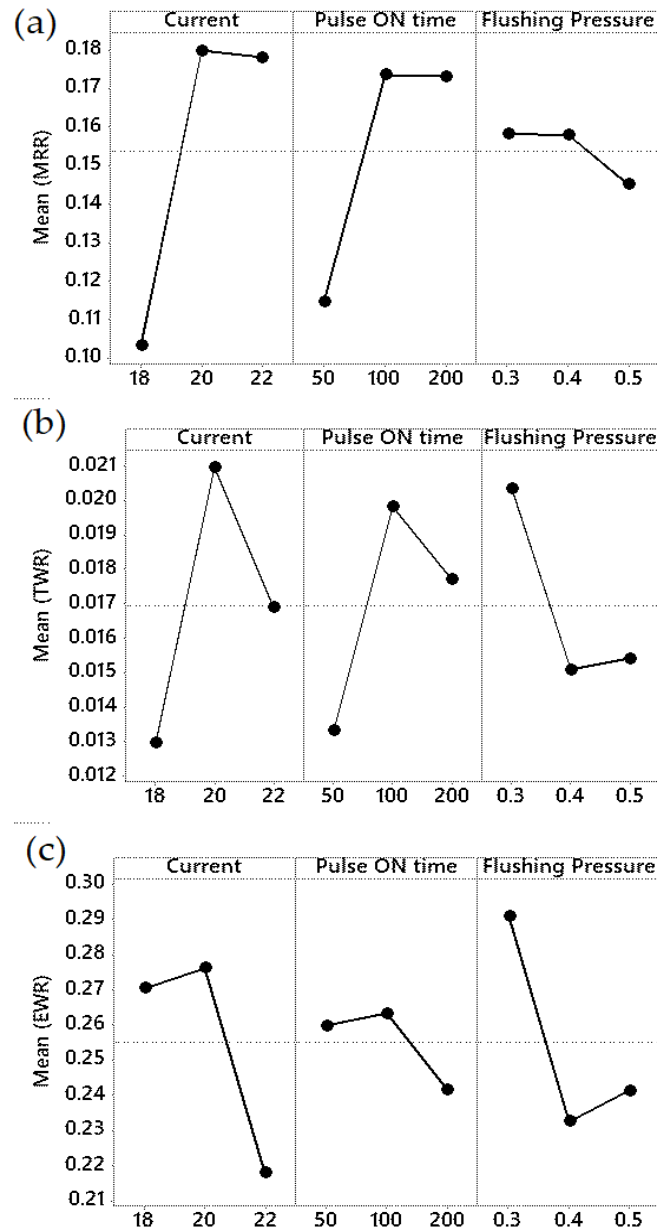 (a)
Current Pulse ON time Flushing Pressure
0.18
0.17
0.16
0.15
0.14
0.13
0.12
0.11
0.10
Mean (MRR)
18 20 22 50 100 200 0.3 0.4 0.5
(b)
Current Pulse ON time Flushing Pressure
0.021
0.020
0.019
0.018
0.017
0.016
0.015
0.014
0.013
0.012
Mean (TWR)
18 20 22 50 100 200 0.3 0.4 0.5
(c)
Current Pulse ON time Flushing Pressure
0.30
0.29
0.28
0.27
0.26
0.25
0.24
0.23
0.22
0.21
Mean (EWR)
18 20 22 50 100 200 0.3 0.4 0.5